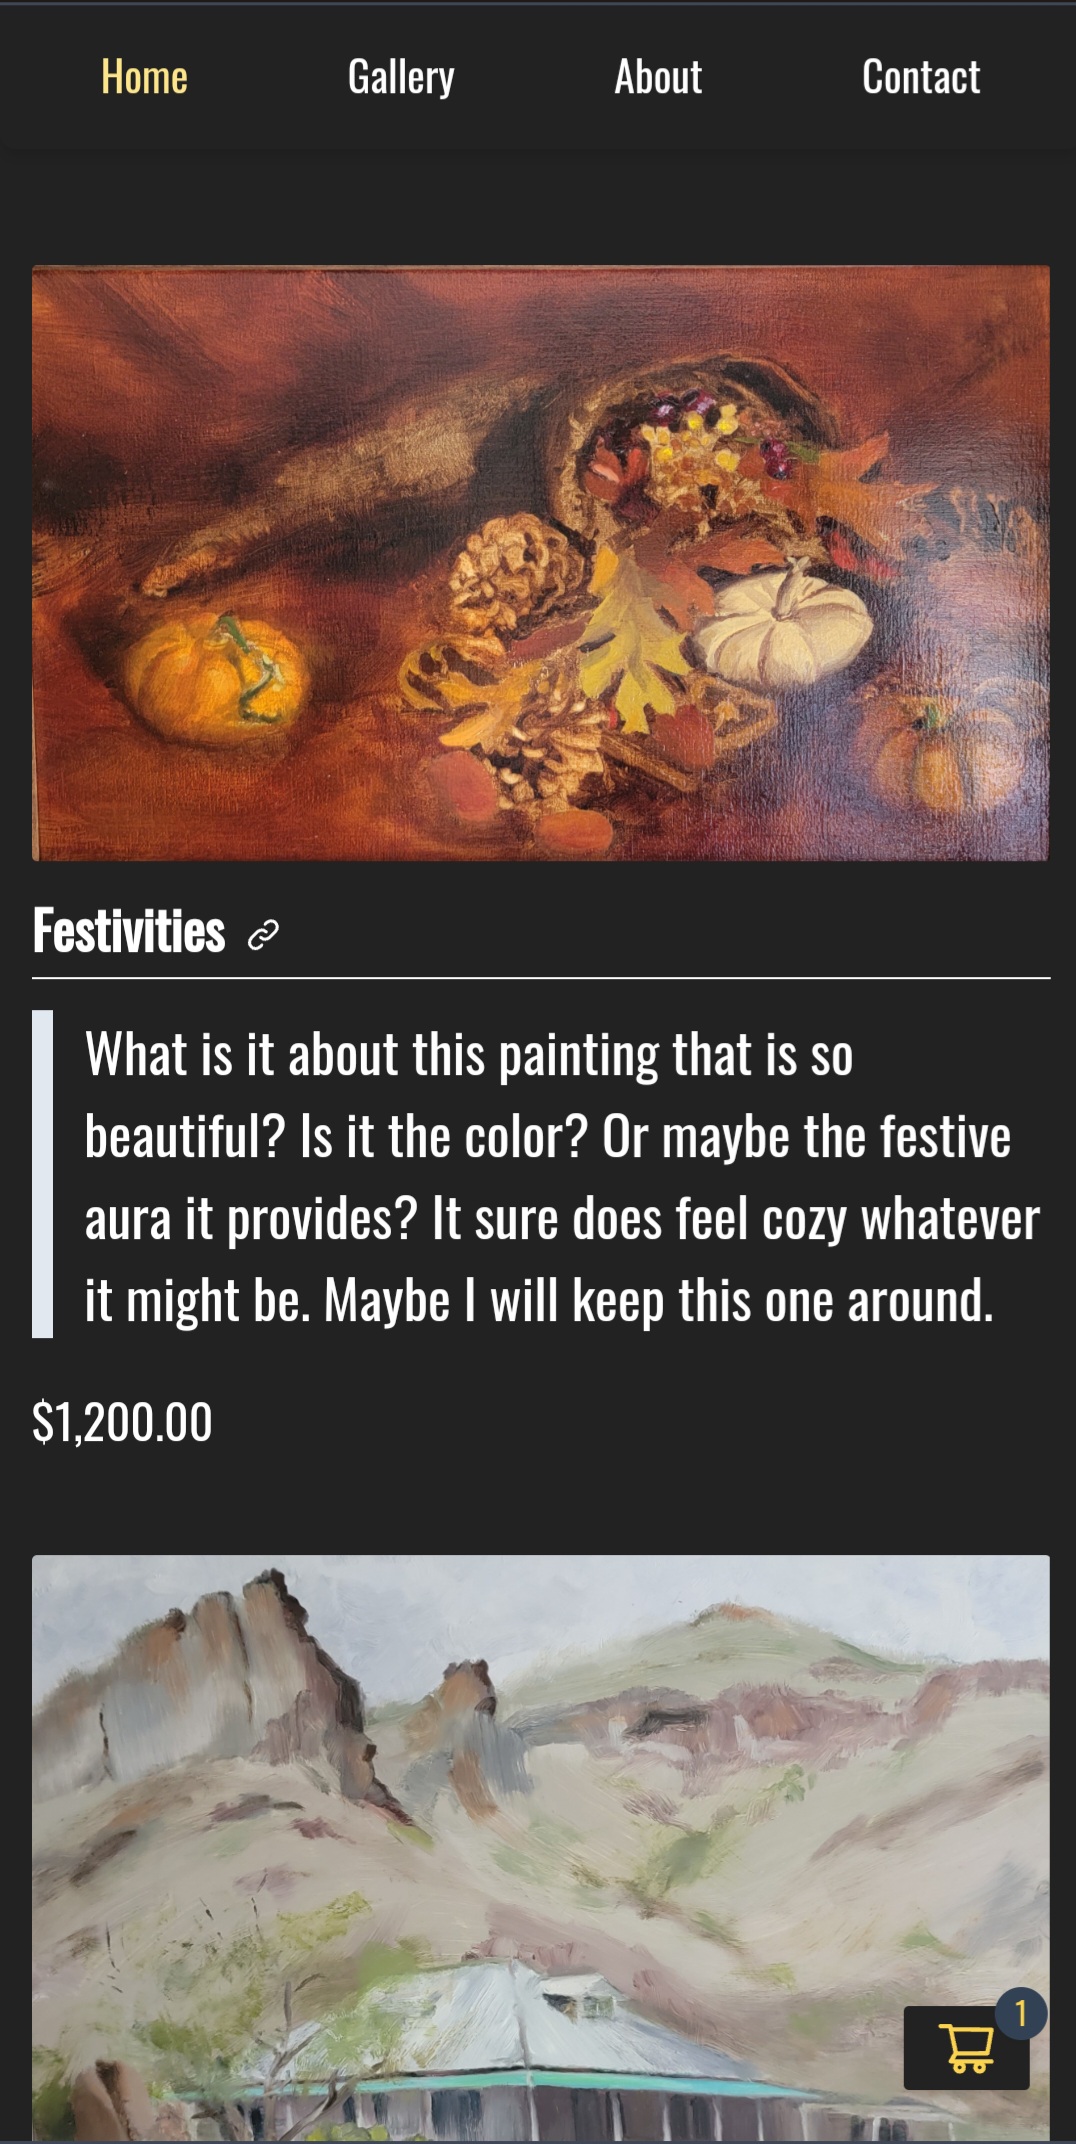 Home Gallery About Contact
Festivities
What is it about this painting that is so
beautiful? Is it the color? Or maybe the festive
aura it provides? It sure does feel cozy whatever
it might be. Maybe I will keep this one around.
$1,200.00
1